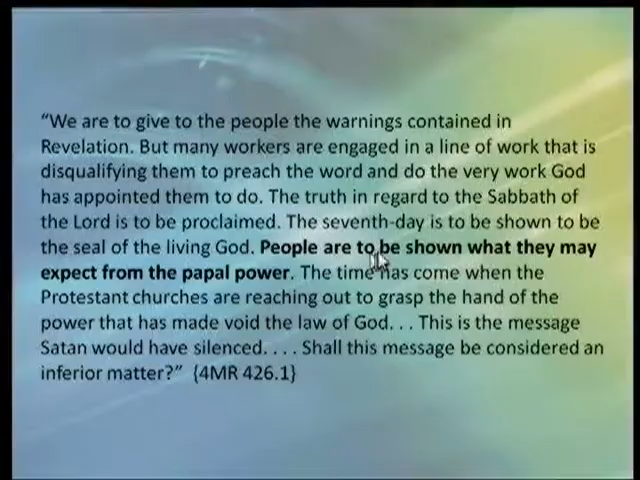 “We are to give to the people the warnings contained in
Revelation. But many workers are engaged in a line of work that is
disqualifying them to preach the word and do the very work God
has appointed them to do. The truth in regard to the Sabbath of
the Lord is to be proclaimed. The seventh-day is to be shown to be
the seal of the living God. People are to be shown what they may
expect from the papal power. The time has come when the
Protestant churches are reaching out to grasp the hand of the
power that has made void the law of God. . . This is the message
Satan would have silenced. . . . Shall this message be considered an
inferior matter?” {4MR 426.1}